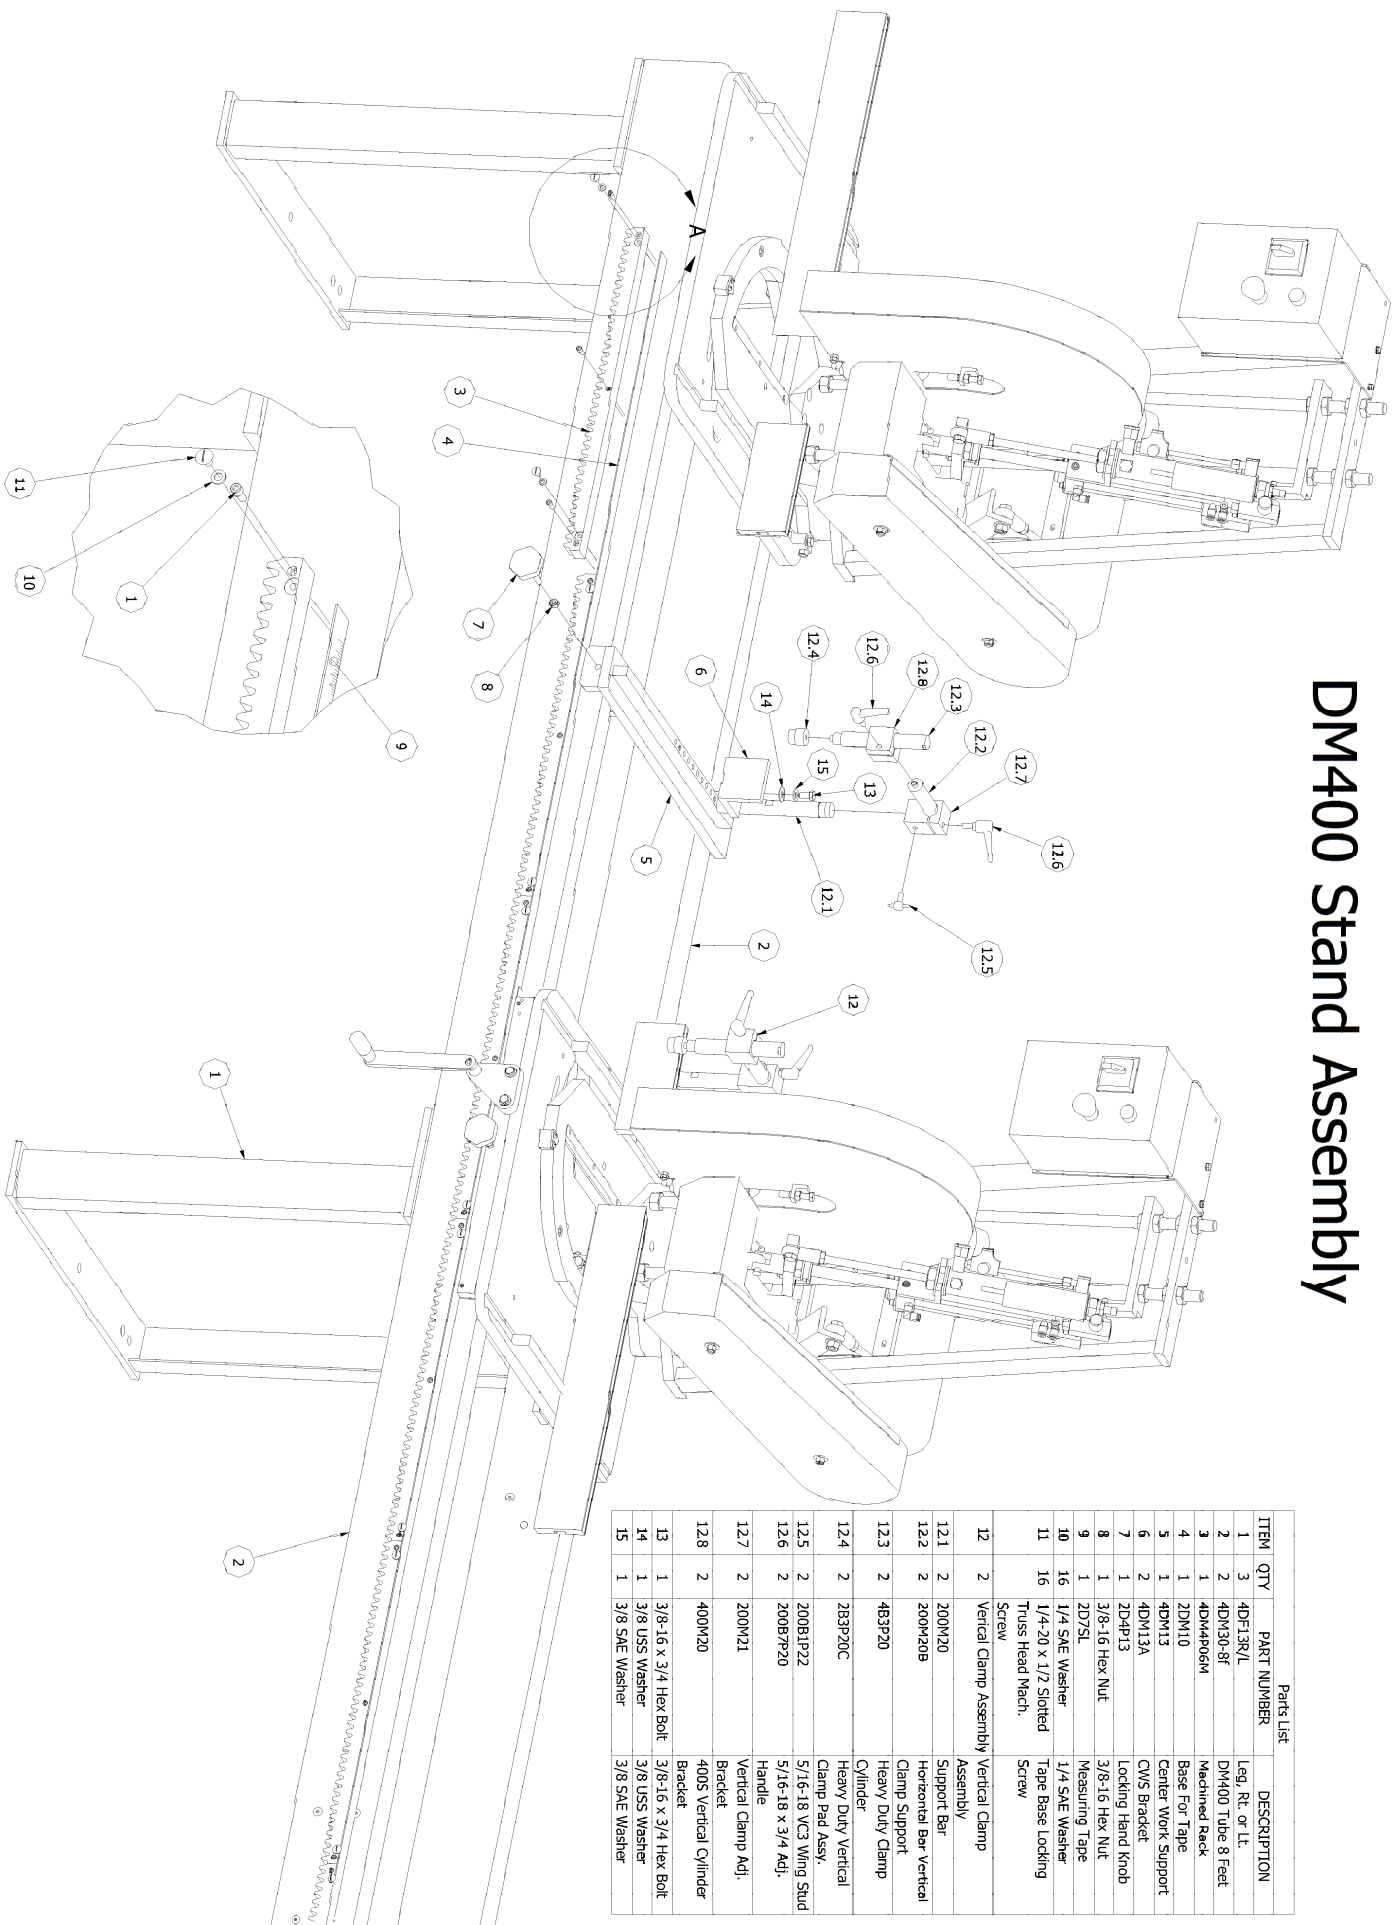 DM400 Stand Assembly
Parts List
ITEM QTY PART NUMBER DESCRIPTION
1 3 4DF13R/L Leg, Rt. or Lt.
2 2 4DM30-8f DM400 Tube 8 Feet
3 1 4DM4P06M Machined Rack
4 1 2DM10 Base For Tape
5 1 4DM13 Center Work Support
6 2 4DM13A CWS Bracket
7 1 2D4P13 Locking Hand Knob
8 1 3/8-16 Hex Nut 3/8-16 Hex Nut
9 1 2D7SL Measuring Tape
10 16 1/4 SAE Washer 1/4 SAE Washer
11 16 1/4-20 x 1/2 Slotted Tape Base Locking
Truss Head Mach. Screw
Screw
12 2 Verical Clamp Assembly Vertical Clamp
Assembly
12.1 2 200M20 Support Bar
12.2 2 200M20B Horizontal Bar Vertical
Clamp Support
12.3 2 4B3P20 Heavy Duty Clamp
Cylinder
12.4 2 2B3P20C Heavy Duty Vertical
Clamp Pad Assy.
12.5 2 200B1P22 5/16-18 VC3 Wing Stud
12.6 2 200B7P20 5/16-18 x 3/4 Adj.
Handle
12.7 2 200M21 Vertical Clamp Adj.
Bracket
12.8 2 400M20 400S Vertical Cylinder
Bracket
13 1 3/8-16 x 3/4 Hex Bolt 3/8-16 x 3/4 Hex Bolt
14 1 3/8 USS Washer 3/8 USS Washer
15 1 3/8 SAE Washer 3/8 SAE Washer
A
12.6
12.7
12.2
12.3
12.8
12.6
12.4
12.5
15
13
14
6
12.1
5
2
12
3
4
7
8
9
11
10
1
1
2